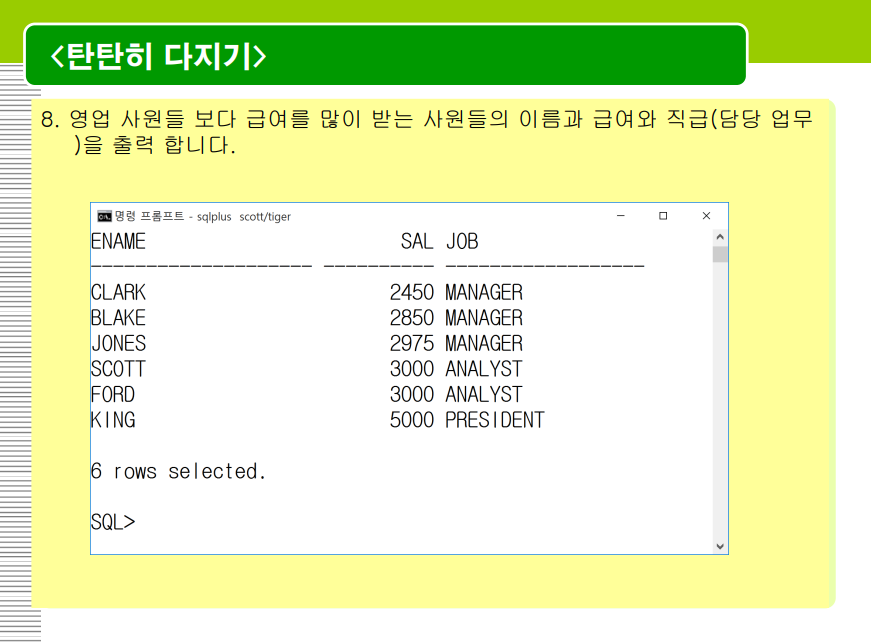 <탄탄히 다지기>
8. 영업 사원들 보다 급여를 많이 받는 사원들의 이름과 급여와 직급(담당 업무
)을 출력 합니다.
명령 프롬프트 - sqlplus scott/tiger
ENAME SAL JOB
-------------------- ---------- ------------------
CLARK 2450 MANAGER
BLAKE 2850 MANAGER
JONES 2975 MANAGER
SCOTT 3000 ANALYST
FORD 3000 ANALYST
KING 5000 PRESIDENT
6 rows selected.
SQL>